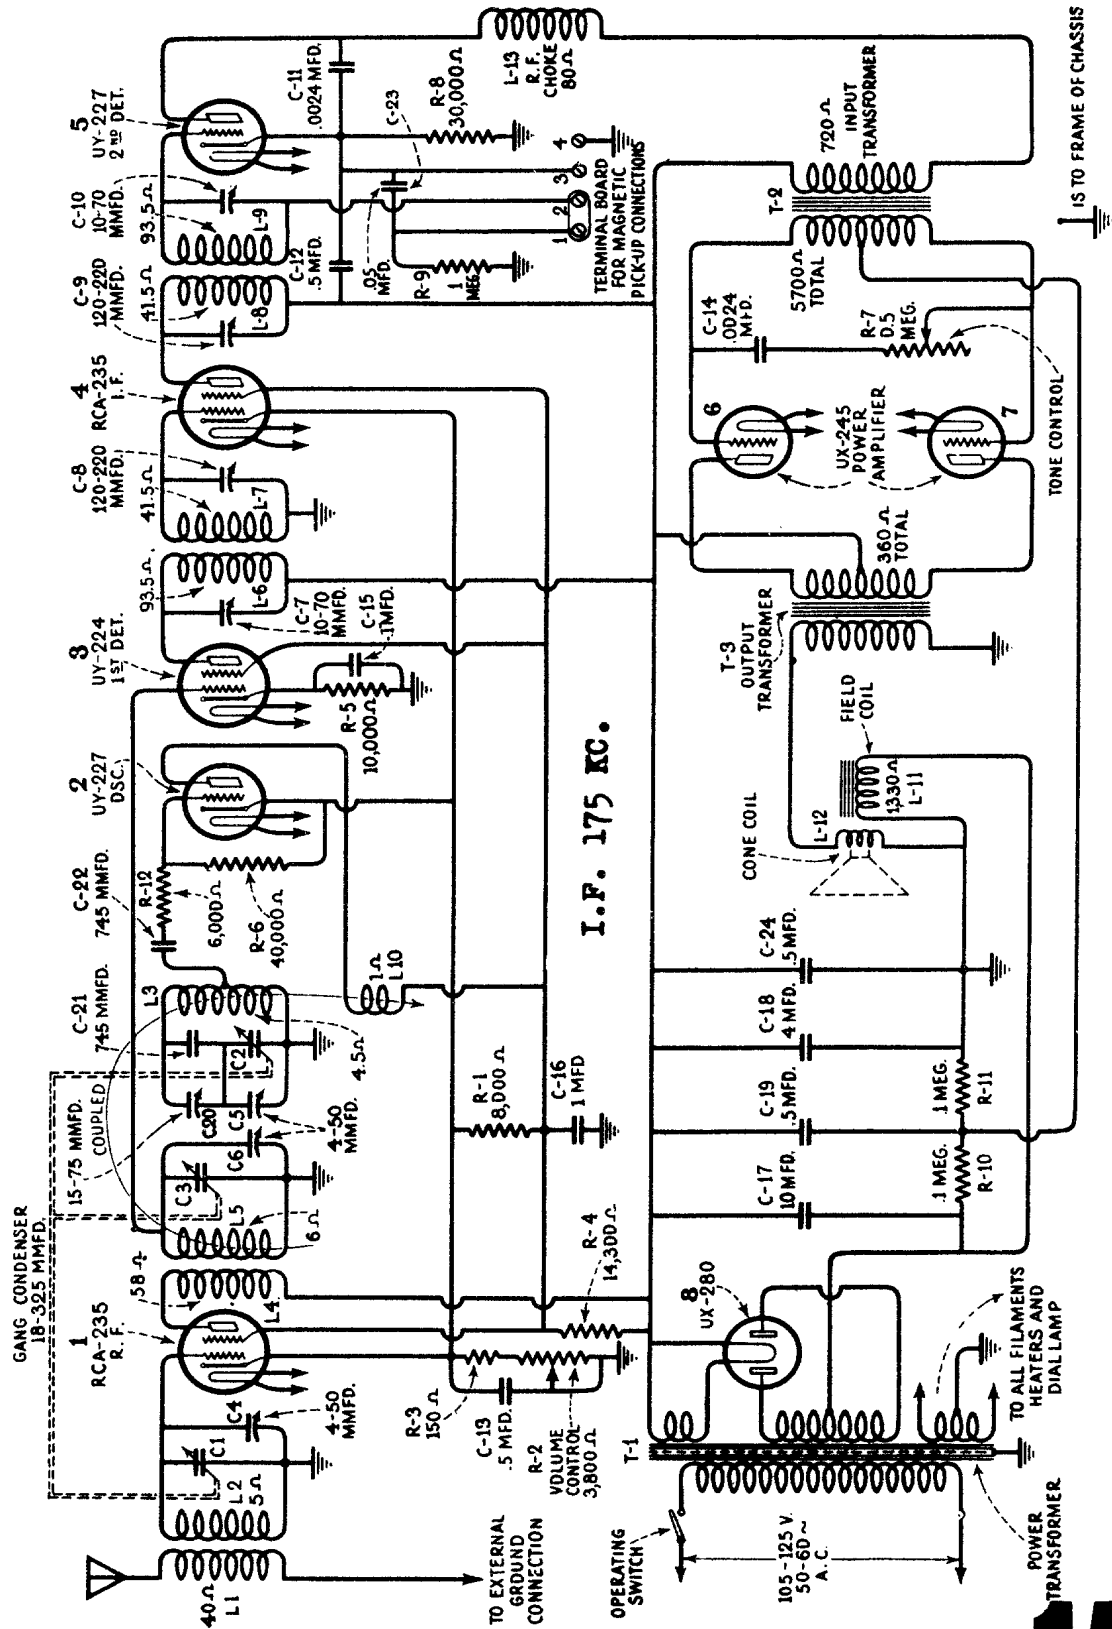 GANG CONDENSER
18-325 MMFD.
40Ω
L1
L2
5Ω
C1
C4
4-50
MMFD.
1
RCA-235
R.F.
58Ω
L4
L5
6Ω
C3
C6
15-75 MMFD.
COUPLED
C20
C5
4-50
MMFD.
C-21
745 MMFD.
C2
L3
4.5Ω
C-22
745 MMFD.
R-12
6,000Ω
R-6
40,000Ω
1Ω
L10
2
UY-227
OSC.
3
UY-224
1ST DET.
R-5
10,000Ω
C-15
.1MFD.
C-7
10-70
MMFD.
93.5Ω
L-6
41.5Ω
L-7
C-8
120-220
MMFD.
4
RCA-235
I.F.
C-9
120-220
MMFD.
41.5Ω
L-8
C-10
10-70
MMFD.
93.5Ω
L-9
C-12
.5 MFD.
5
UY-227
2ND DET.
C-11
.0024 MFD.
C-23
.05
MFD.
R-9
1
MEG.
R-8
30,000Ω
1
2
3
4
TERMINAL BOARD
FOR MAGNETIC
PICK-UP CONNECTIONS
L-13
R.F.
CHOKE
80Ω
TO EXTERNAL
GROUND
CONNECTION
R-3
150Ω
C-13
.5 MFD.
R-2
VOLUME
CONTROL
3,800Ω
R-4
14,300Ω
R-1
8,000Ω
C-16
1 MFD
I.F. 175 KC.
OPERATING
SWITCH
105-125 V.
50-60~
A.C.
T-1
POWER
TRANSFORMER
8
UX-280
TO ALL FILAMENTS
HEATERS AND
DIAL LAMP
C-17
10 MFD.
C-19
.5 MFD.
C-18
4 MFD.
C-24
.5 MFD.
.1 MEG.
R-10
.1 MEG.
R-11
CONE COIL
L-12
FIELD
COIL
1330Ω
L-11
T-3
OUTPUT
TRANSFORMER
360Ω
TOTAL
6
UX-245
POWER
AMPLIFIER
7
C-14
.0024
MFD.
R-7
0.5
MEG.
TONE CONTROL
5700Ω
TOTAL
T-2
720Ω
INPUT
TRANSFORMER
IS TO FRAME OF CHASSIS